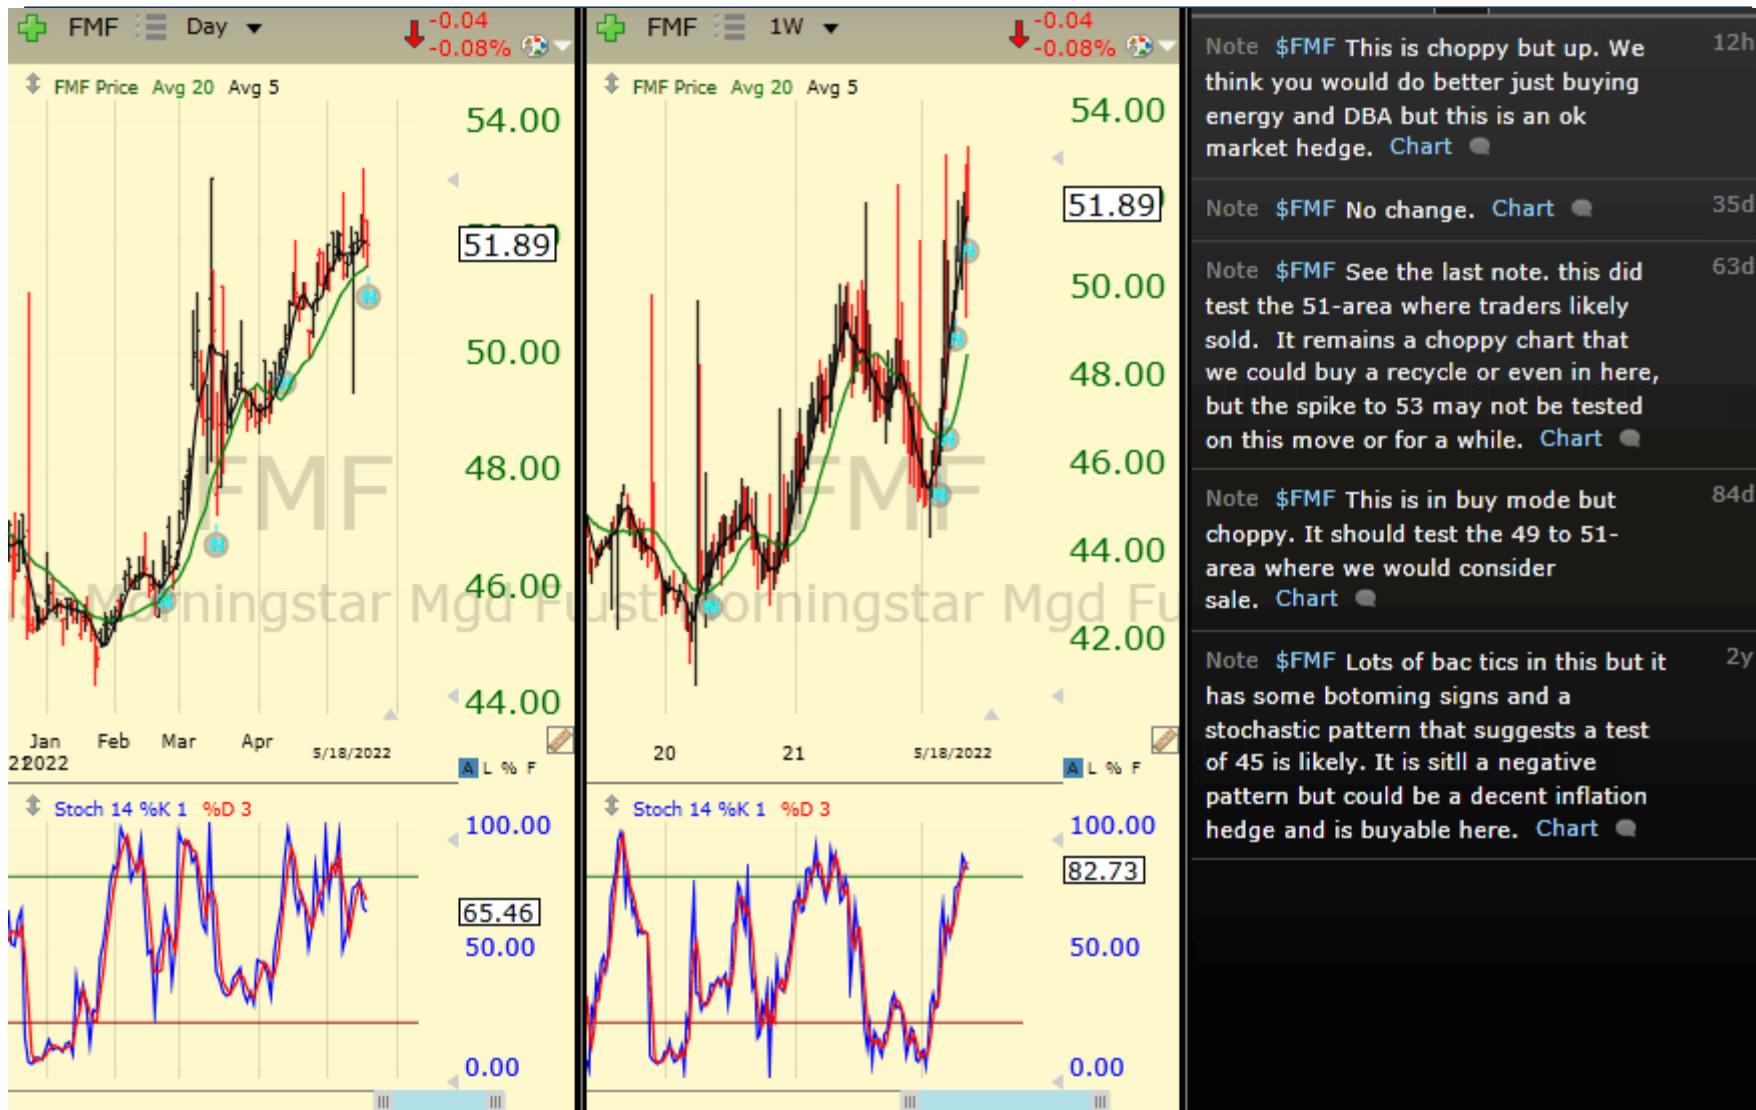 FMF Day
-0.04
-0.08%
FMF Price Avg 20 Avg 5
54.00
51.89
50.00
48.00
46.00
44.00
FMF
Morningstar Mgd Fu
Jan Feb Mar Apr
2022 5/18/2022
A L % F
Stoch 14 %K 1 %D 3
100.00
65.46
50.00
0.00
FMF 1W
-0.04
-0.08%
FMF Price Avg 20 Avg 5
54.00
51.89
50.00
48.00
46.00
44.00
42.00
FMF
st Morningstar Mgd Fu
20 21 5/18/2022
A L % F
Stoch 14 %K 1 %D 3
100.00
82.73
50.00
0.00
Note $FMF This is choppy but up. We 12h
think you would do better just buying
energy and DBA but this is an ok
market hedge. Chart
Note $FMF No change. Chart 35d
Note $FMF See the last note. this did 63d
test the 51-area where traders likely
sold. It remains a choppy chart that
we could buy a recycle or even in here,
but the spike to 53 may not be tested
on this move or for a while. Chart
Note $FMF This is in buy mode but 84d
choppy. It should test the 49 to 51-
area where we would consider
sale. Chart
Note $FMF Lots of bac tics in this but it 2y
has some botoming signs and a
stochastic pattern that suggests a test
of 45 is likely. It is sitll a negative
pattern but could be a decent inflation
hedge and is buyable here. Chart